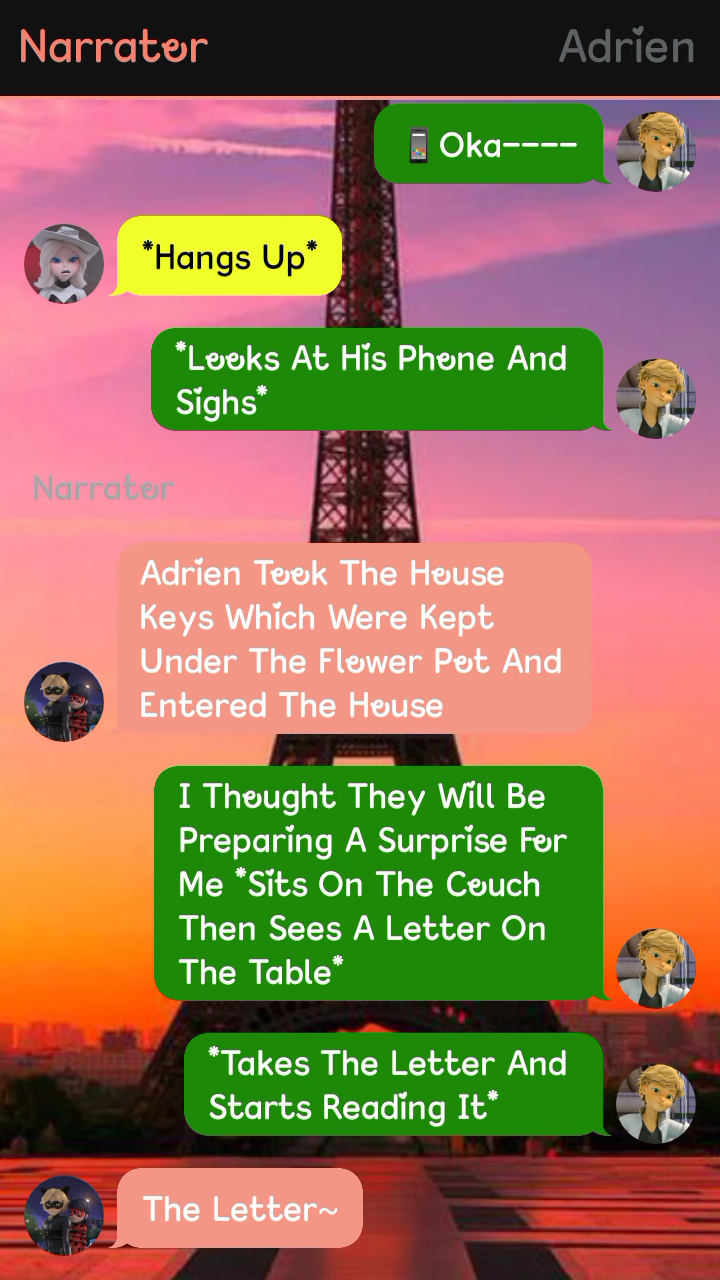 Narrator
Adrien
📱Oka----
*Hangs Up*
*Looks At His Phone And
Sighs*
Narrator
Adrien Took The House
Keys Which Were Kept
Under The Flower Pot And
Entered The House
I Thought They Will Be
Preparing A Surprise For
Me *Sits On The Couch
Then Sees A Letter On
The Table*
*Takes The Letter And
Starts Reading It*
The Letter~